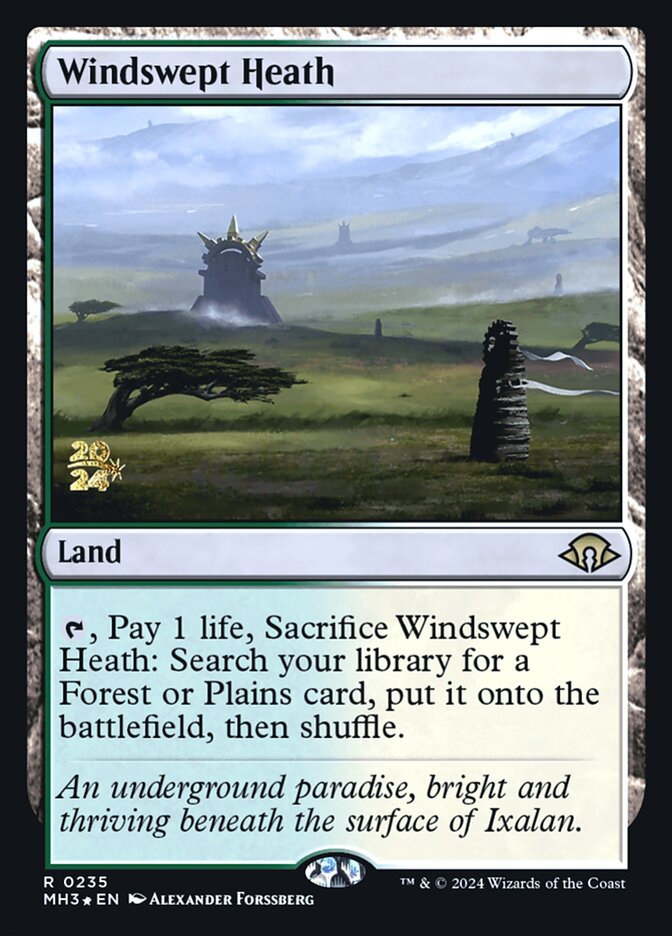 Windswept Heath
20
24
Land
, Pay 1 life, Sacrifice Windswept
Heath: Search your library for a
Forest or Plains card, put it onto the
battlefield, then shuffle.
An underground paradise, bright and
thriving beneath the surface of Ixalan.
R 0235
MH3★EN Alexander Forssberg
™ & © 2024 Wizards of the Coast